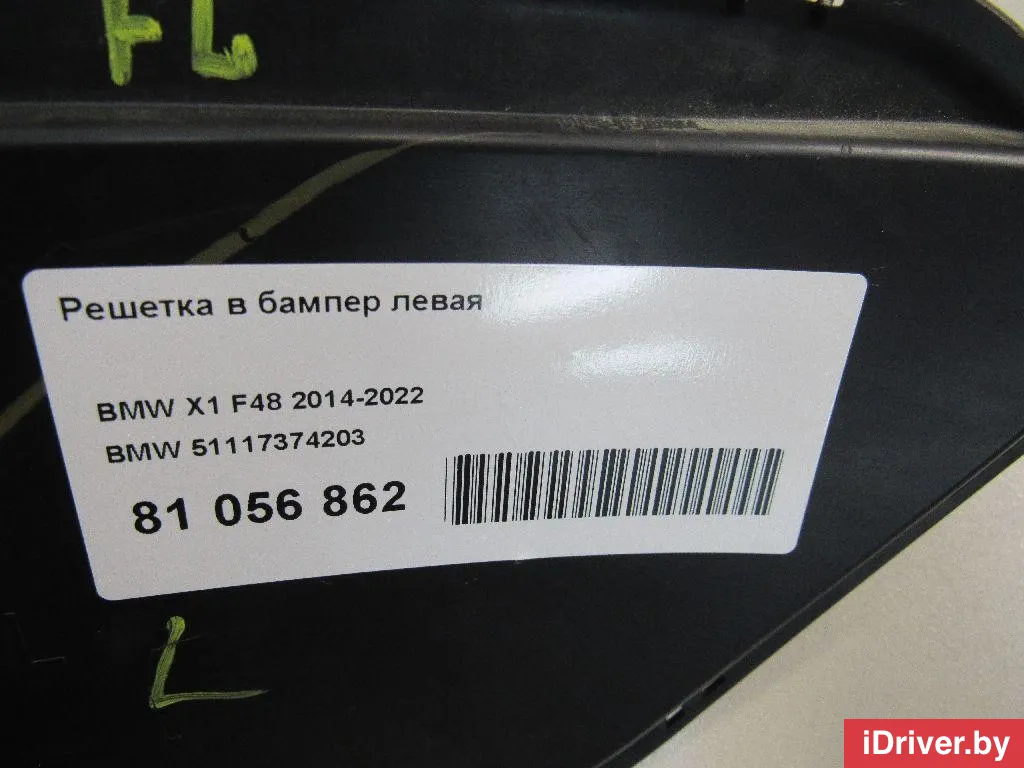 FL
Решетка в бампер левая
BMW X1 F48 2014-2022
BMW 51117374203
81 056 862
L
iDriver.by